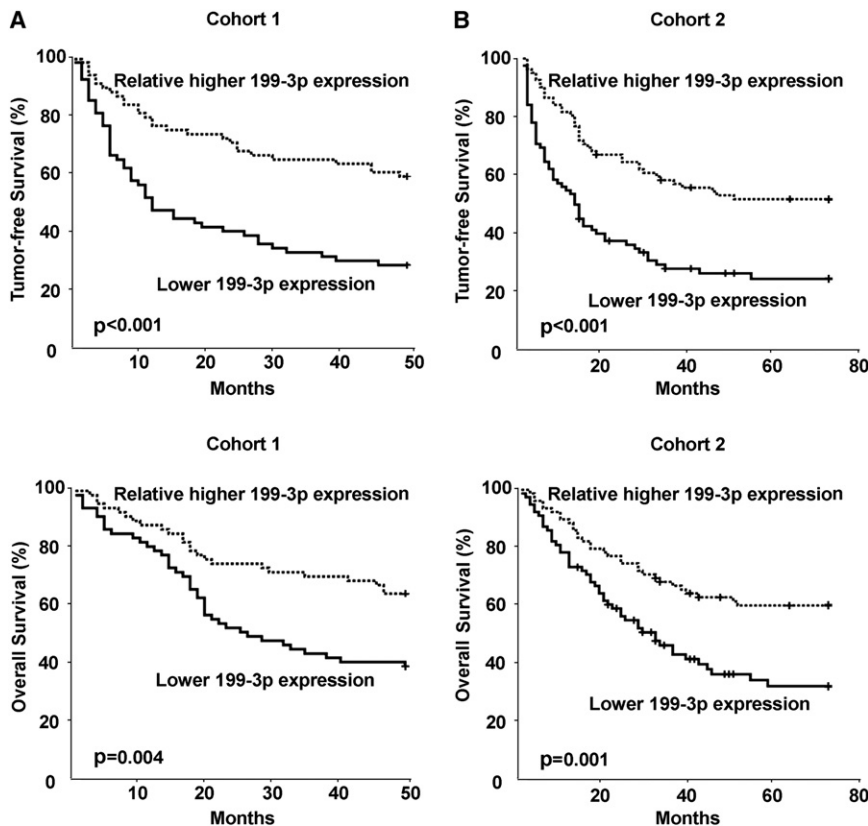 A
Cohort 1
100
80
60
40
20
0
Tumor-free Survival (%)
Relative higher 199-3p expression
Lower 199-3p expression
p<0.001
10 20 30 40 50
Months
B
Cohort 2
100
80
60
40
20
0
Tumor-free Survival (%)
Relative higher 199-3p expression
Lower 199-3p expression
p<0.001
20 40 60 80
Months
Cohort 1
100
80
60
40
20
0
Overall Survival (%)
Relative higher 199-3p expression
Lower 199-3p expression
p=0.004
10 20 30 40 50
Months
Cohort 2
100
80
60
40
20
0
Overall Survival (%)
Relative higher 199-3p expression
Lower 199-3p expression
p=0.001
20 40 60 80
Months